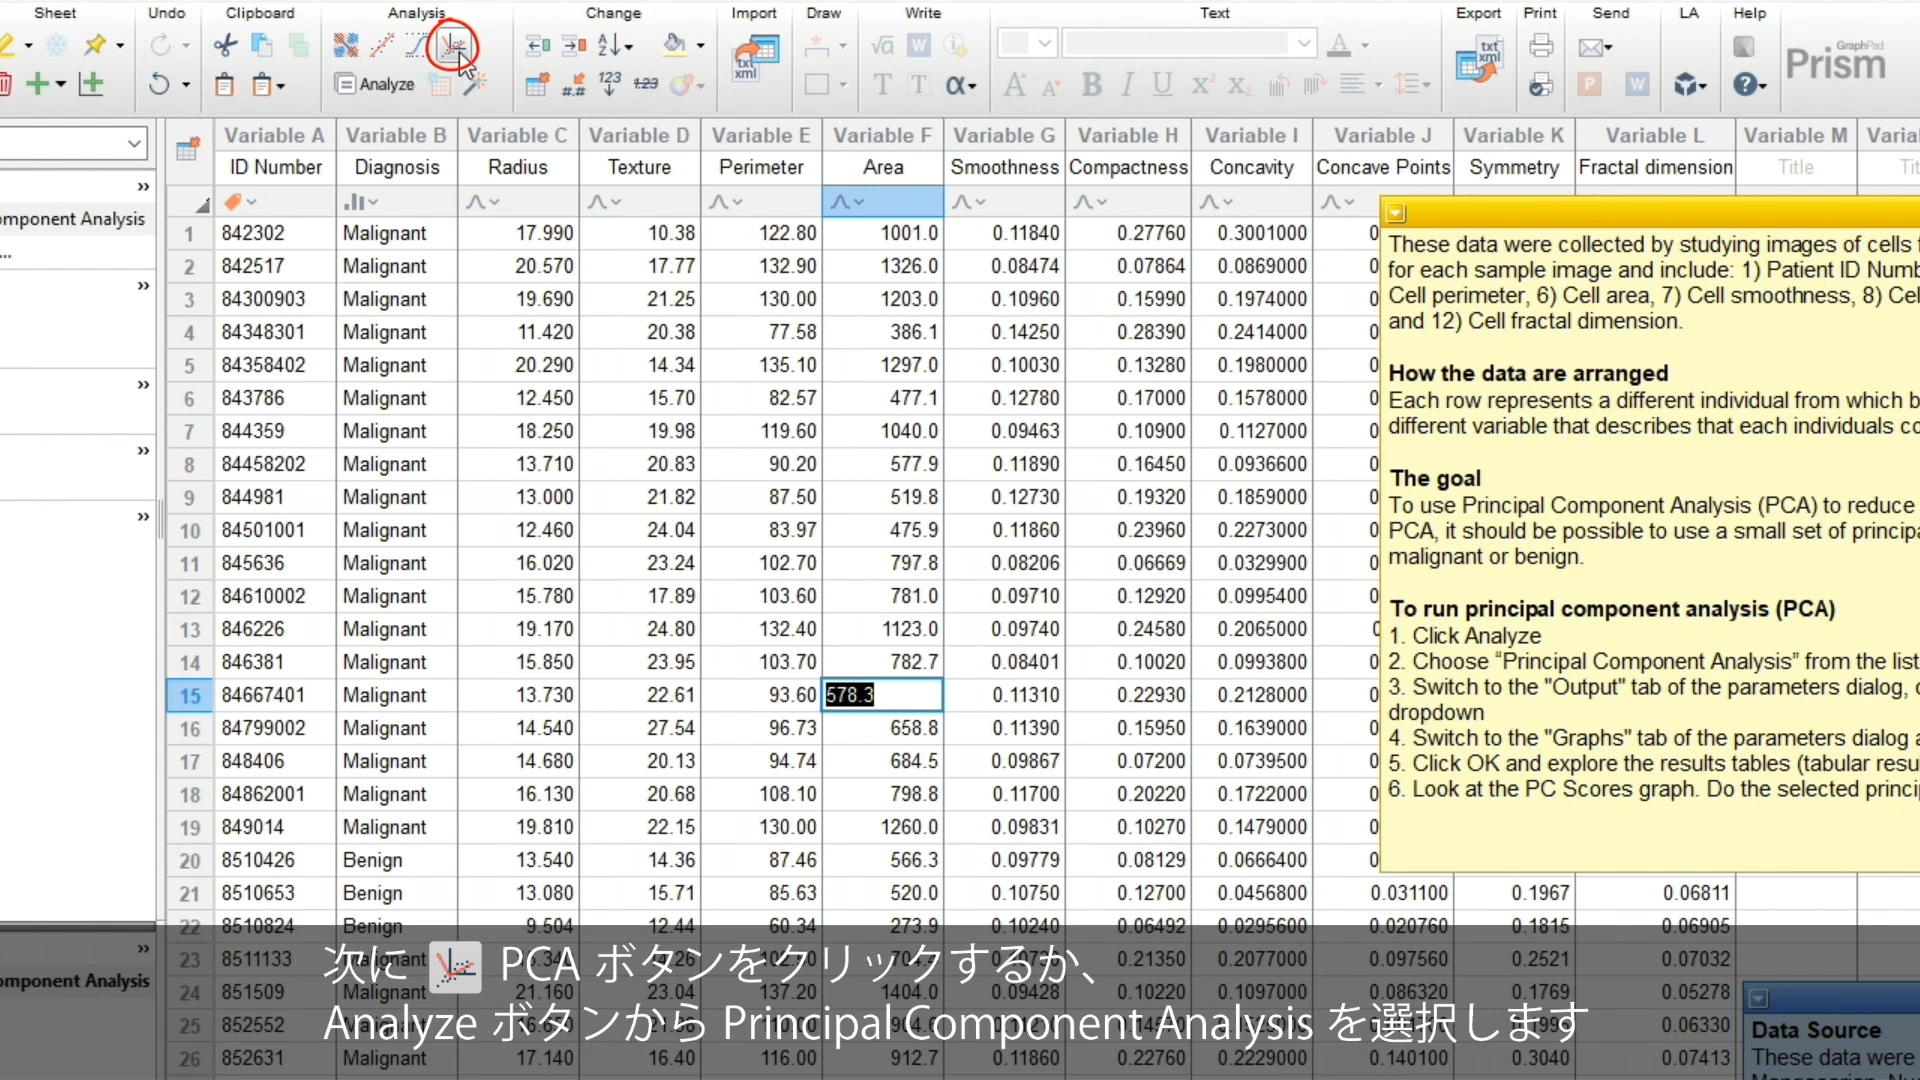 Sheet Undo Clipboard Analysis Change Import Draw Write Text Export Print Send LA Help
Analyze
GraphPad
Prism
Variable A Variable B Variable C Variable D Variable E Variable F Variable G Variable H Variable I Variable J Variable K Variable L Variable M Varia
ID Number Diagnosis Radius Texture Perimeter Area Smoothness Compactness Concavity Concave Points Symmetry Fractal dimension Title
omponent Analysis
...
1 842302 Malignant 17.990 10.38 122.80 1001.0 0.11840 0.27760 0.3001000 0
2 842517 Malignant 20.570 17.77 132.90 1326.0 0.08474 0.07864 0.0869000 0
3 84300903 Malignant 19.690 21.25 130.00 1203.0 0.10960 0.15990 0.1974000 0
4 84348301 Malignant 11.420 20.38 77.58 386.1 0.14250 0.28390 0.2414000 0
5 84358402 Malignant 20.290 14.34 135.10 1297.0 0.10030 0.13280 0.1980000 0
6 843786 Malignant 12.450 15.70 82.57 477.1 0.12780 0.17000 0.1578000 0
7 844359 Malignant 18.250 19.98 119.60 1040.0 0.09463 0.10900 0.1127000 0
8 84458202 Malignant 13.710 20.83 90.20 577.9 0.11890 0.16450 0.0936600 0
9 844981 Malignant 13.000 21.82 87.50 519.8 0.12730 0.19320 0.1859000 0
10 84501001 Malignant 12.460 24.04 83.97 475.9 0.11860 0.23960 0.2273000 0
11 845636 Malignant 16.020 23.24 102.70 797.8 0.08206 0.06669 0.0329900 0
12 84610002 Malignant 15.780 17.89 103.60 781.0 0.09710 0.12920 0.0995400 0
13 846226 Malignant 19.170 24.80 132.40 1123.0 0.09740 0.24580 0.2065000 0
14 846381 Malignant 15.850 23.95 103.70 782.7 0.08401 0.10020 0.0993800 0
15 84667401 Malignant 13.730 22.61 93.60 578.3 0.11310 0.22930 0.2128000 0
16 84799002 Malignant 14.540 27.54 96.73 658.8 0.11390 0.15950 0.1639000 0
17 848406 Malignant 14.680 20.13 94.74 684.5 0.09867 0.07200 0.0739500 0
18 84862001 Malignant 16.130 20.68 108.10 798.8 0.11700 0.20220 0.1722000 0
19 849014 Malignant 19.810 22.15 130.00 1260.0 0.09831 0.10270 0.1479000 0
20 8510426 Benign 13.540 14.36 87.46 566.3 0.09779 0.08129 0.0666400 0
21 8510653 Benign 13.080 15.71 85.63 520.0 0.10750 0.12700 0.0456800 0.031100 0.1967 0.06811
22 8510824 Benign 9.504 12.44 60.34 273.9 0.10240 0.06492 0.0295600 0.020760 0.1815 0.06905
23 8511133 0.21350 0.2077000 0.097560 0.2521 0.07032
24 851509 Malignant 21.160 23.04 137.20 1404.0 0.09428 0.10220 0.1097000 0.086320 0.1769 0.05278
25 852552 0.06330
26 852631 Malignant 17.140 16.40 116.00 912.7 0.11860 0.22760 0.2229000 0.140100 0.3040 0.07413
These data were collected by studying images of cells f
for each sample image and include: 1) Patient ID Numb
Cell perimeter, 6) Cell area, 7) Cell smoothness, 8) Cel
and 12) Cell fractal dimension.
How the data are arranged
Each row represents a different individual from which b
different variable that describes that each individuals co
The goal
To use Principal Component Analysis (PCA) to reduce
PCA, it should be possible to use a small set of principa
malignant or benign.
To run principal component analysis (PCA)
1. Click Analyze
2. Choose “Principal Component Analysis” from the list
3. Switch to the "Output" tab of the parameters dialog,
dropdown
4. Switch to the "Graphs" tab of the parameters dialog a
5. Click OK and explore the results tables (tabular resu
6. Look at the PC Scores graph. Do the selected princi
omponent Analysis
Data Source
These data were
次に PCA ボタンをクリックするか、
Analyze ボタンから Principal Component Analysis を選択します